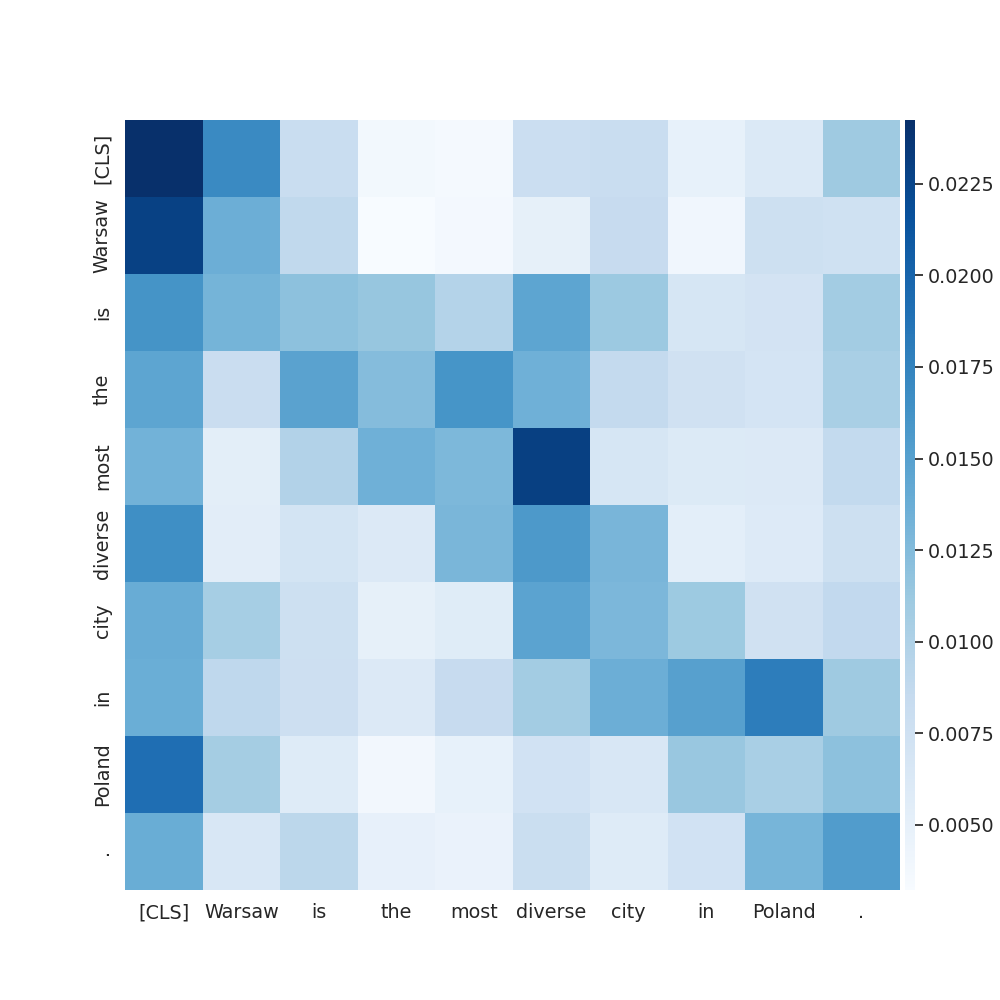 [CLS]
Warsaw
is
the
most
diverse
city
in
Poland
.
0.0225
0.0200
0.0175
0.0150
0.0125
0.0100
0.0075
0.0050
[CLS] Warsaw is the most diverse city in Poland .